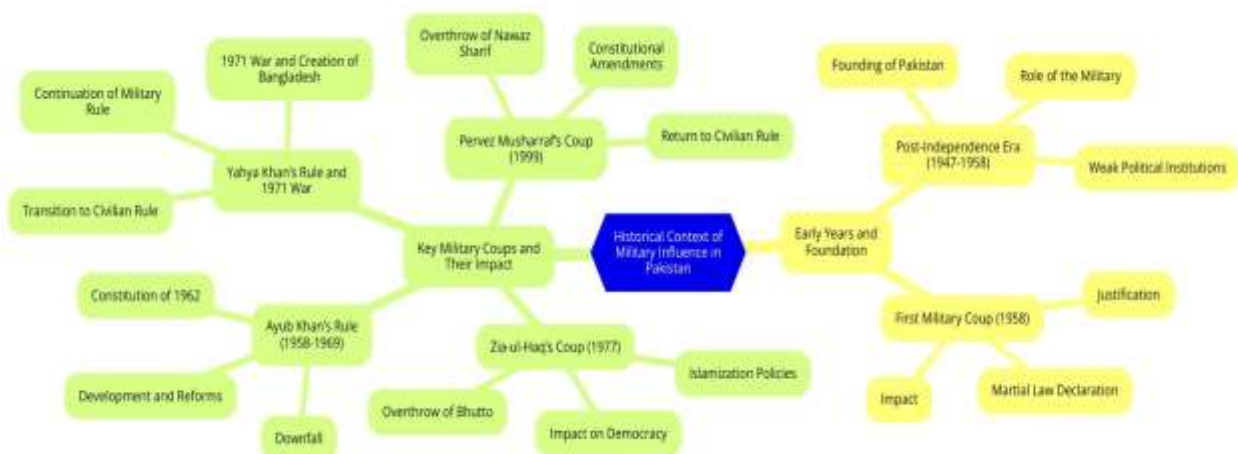 Historical Context of
Military Influence in
Pakistan
Key Military Coups and
Their Impact
Yahya Khan's Rule and
1971 War
1971 War and Creation of
Bangladesh
Continuation of Military
Rule
Transition to Civilian Rule
Pervez Musharraf's Coup
(1999)
Overthrow of Nawaz
Sharif
Constitutional
Amendments
Return to Civilian Rule
Ayub Khan's Rule
(1958-1969)
Constitution of 1962
Development and Reforms
Downfall
Zia-ul-Haq's Coup (1977)
Islamization Policies
Overthrow of Bhutto
Impact on Democracy
Early Years and
Foundation
Post-Independence Era
(1947-1958)
Founding of Pakistan
Role of the Military
Weak Political Institutions
First Military Coup (1958)
Justification
Impact
Martial Law Declaration